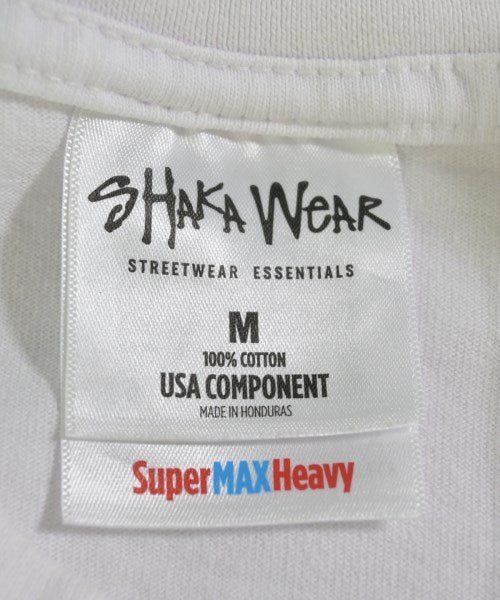 SHAKA WEAR
STREETWEAR ESSENTIALS
M
100% COTTON
USA COMPONENT
MADE IN HONDURAS
SuperMAXHeavy